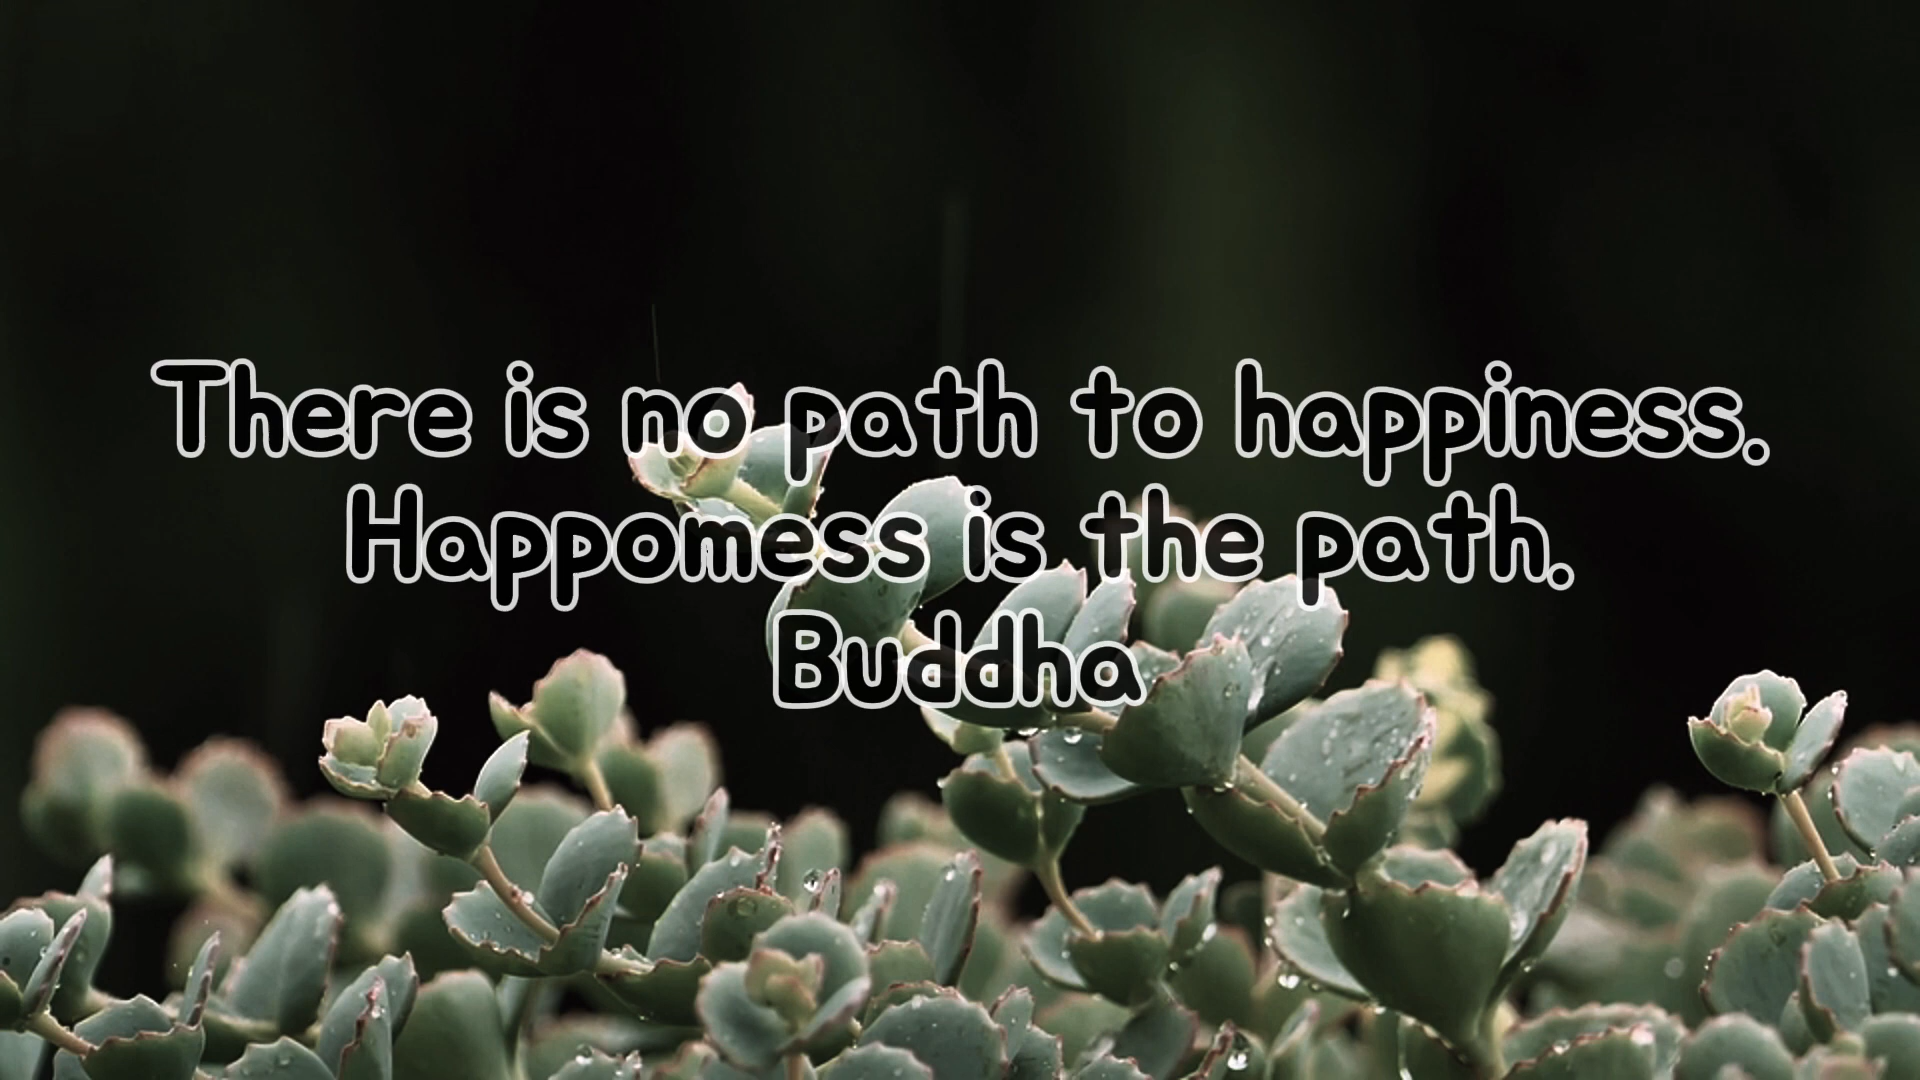 There is no path to happiness.
Happomess is the path.
Buddha